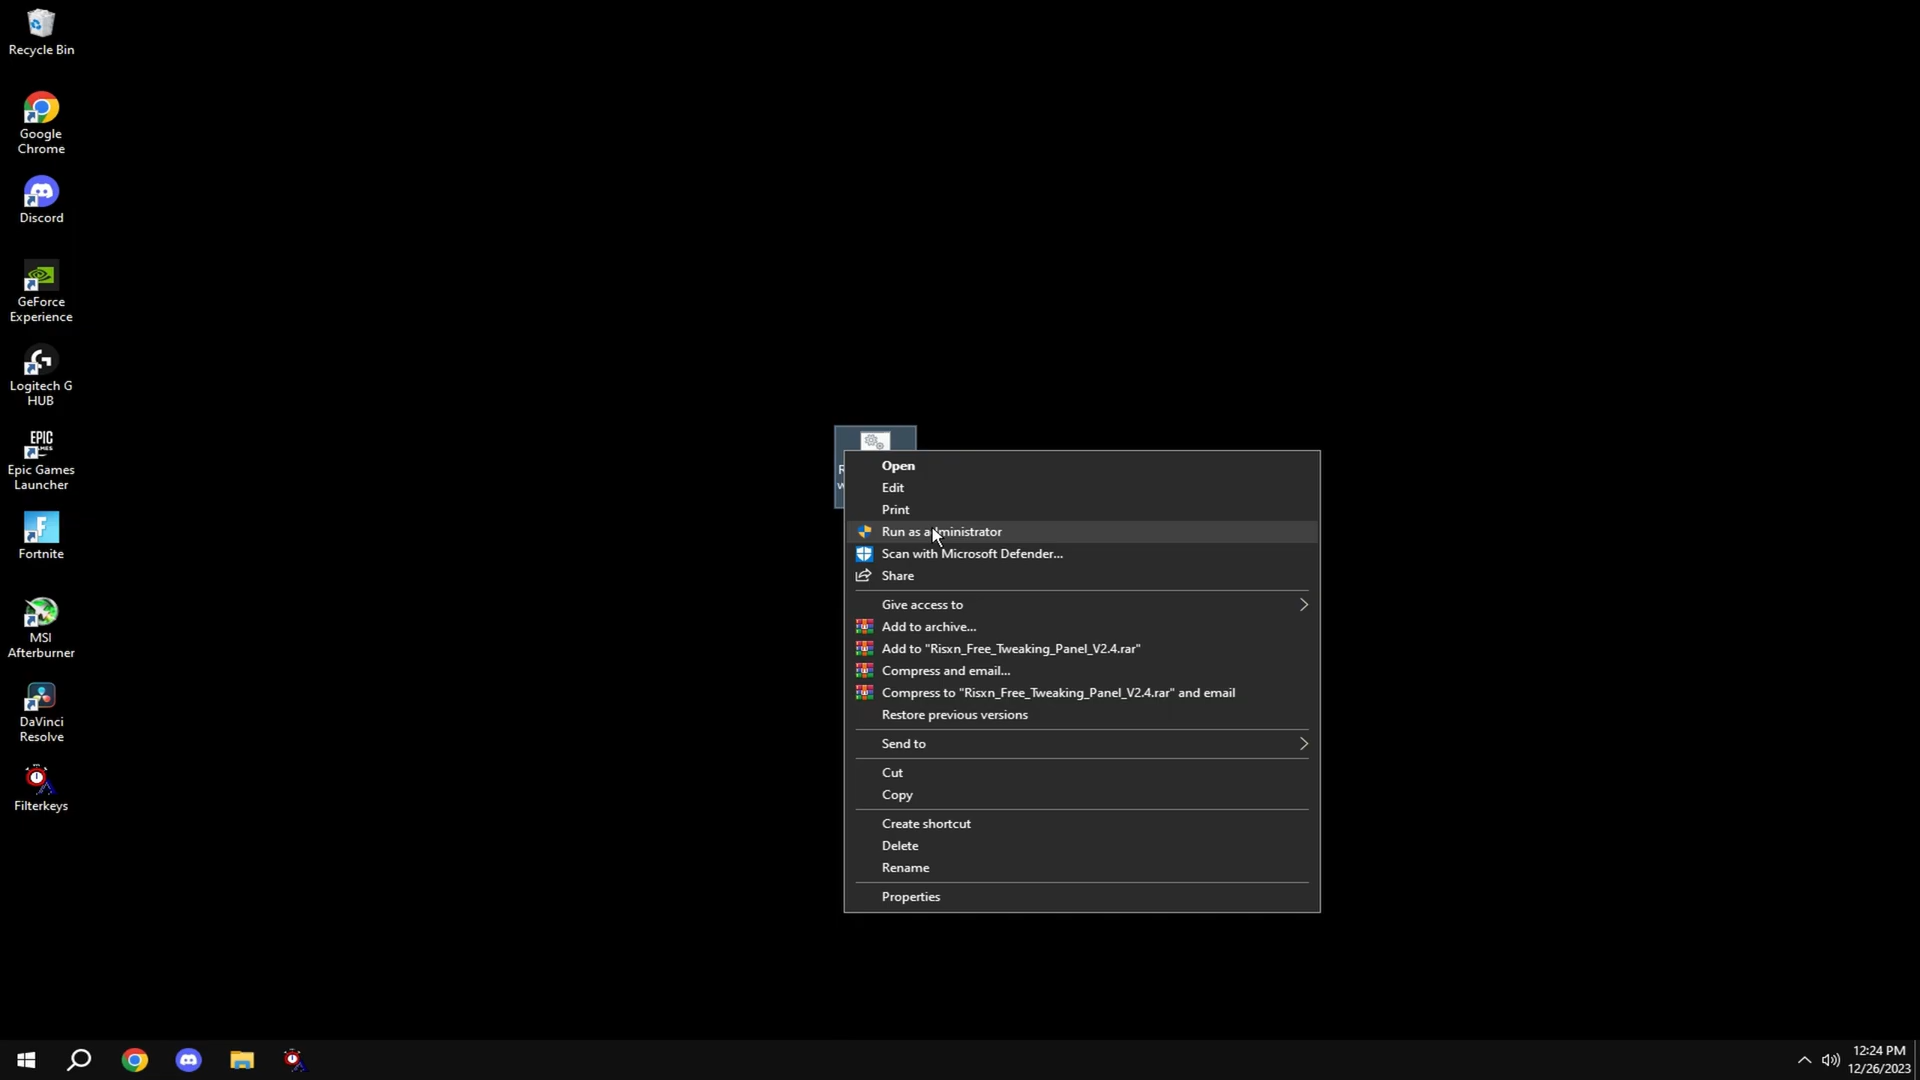 Recycle Bin
Google
Chrome
Discord
GeForce
Experience
Logitech G
HUB
EPIC
Epic Games
Launcher
Fortnite
MSI
Afterburner
DaVinci
Resolve
Filterkeys
Open
Edit
Print
Run as administrator
Scan with Microsoft Defender...
Share
Give access to
Add to archive...
Add to "Risxn_Free_Tweaking_Panel_V2.4.rar"
Compress and email...
Compress to "Risxn_Free_Tweaking_Panel_V2.4.rar" and email
Restore previous versions
Send to
Cut
Copy
Create shortcut
Delete
Rename
Properties
12:24 PM
12/26/2023